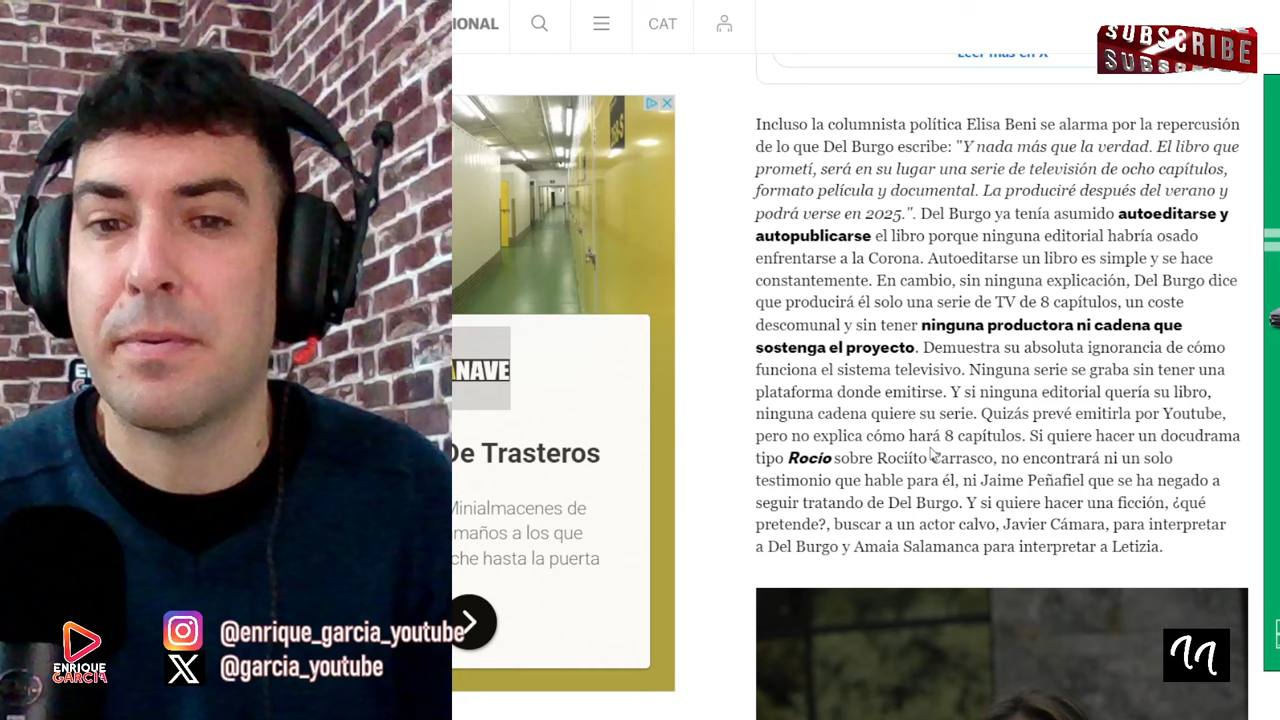 IONAL
CAT
SUBSCRIBE
SUBSCRIBE
Leer más en X
Incluso la columnista política Elisa Beni se alarma por la repercusión
de lo que Del Burgo escribe: "Y nada más que la verdad. El libro que
prometí, será en su lugar una serie de televisión de ocho capítulos,
formato película y documental. La produciré después del verano y
podrá verse en 2025.". Del Burgo ya tenía asumido autoeditarse y
autopublicarse el libro porque ninguna editorial habría osado
enfrentarse a la Corona. Autoeditarse un libro es simple y se hace
constantemente. En cambio, sin ninguna explicación, Del Burgo dice
que producirá él solo una serie de TV de 8 capítulos, un coste
descomunal y sin tener ninguna productora ni cadena que
sostenga el proyecto. Demuestra su absoluta ignorancia de cómo
funciona el sistema televisivo. Ninguna serie se graba sin tener una
plataforma donde emitirse. Y si ninguna editorial quería su libro,
ninguna cadena quiere su serie. Quizás prevé emitirla por Youtube,
pero no explica cómo hará 8 capítulos. Si quiere hacer un docudrama
tipo Rocío sobre Rociíto Carrasco, no encontrará ni un solo
testimonio que hable para él, ni Jaime Peñafiel que se ha negado a
seguir tratando de Del Burgo. Y si quiere hacer una ficción, ¿qué
pretende?, buscar a un actor calvo, Javier Cámara, para interpretar
a Del Burgo y Amaia Salamanca para interpretar a Letizia.
ANAVE
De Trasteros
Minialmacenes de
maños a los que
che hasta la puerta
@enrique_garcia_youtube
@garcia_youtube
ENRIQUE
GARCIA